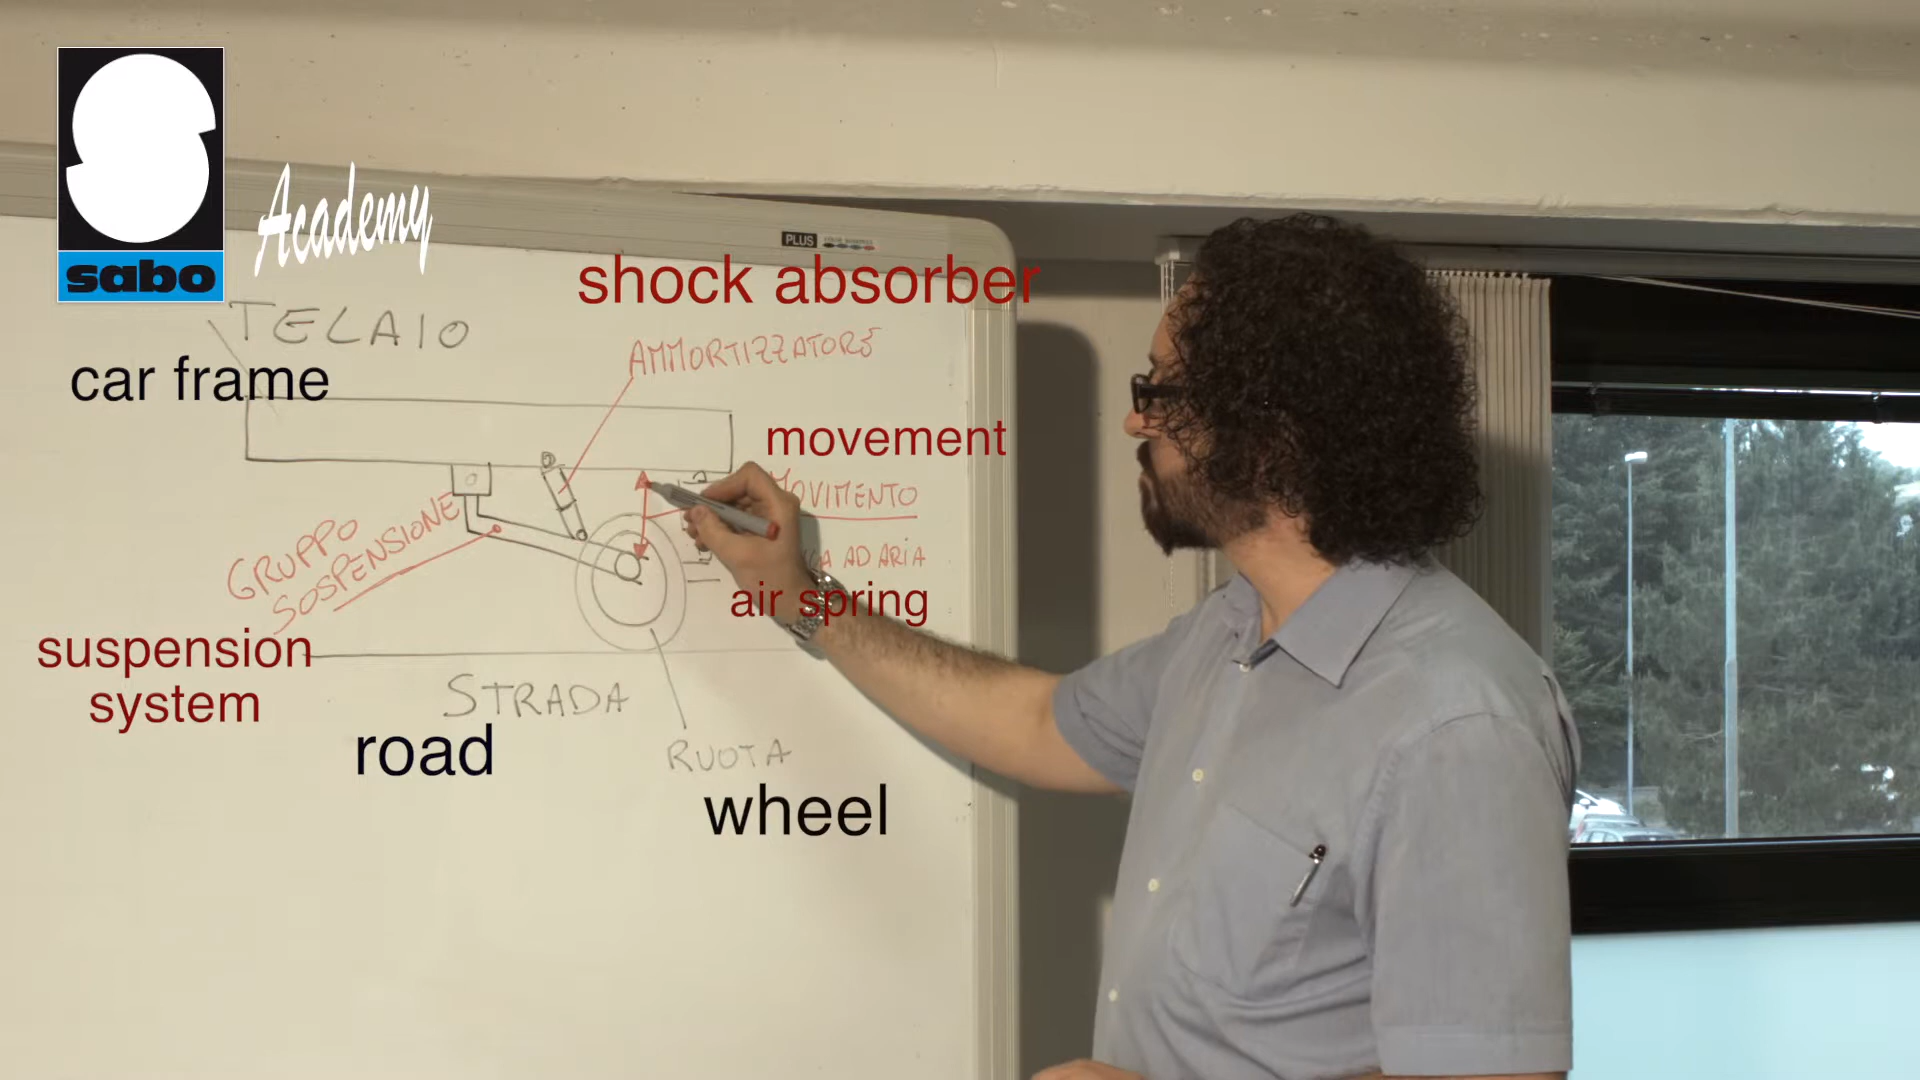 sabo
Academy
PLUS
shock absorber
TELAIO
AMMORTIZZATORE
car frame
movement
MOVIMENTO
GRUPPO
SOSPENSIONE
AD ARIA
air spring
suspension
system
STRADA
road
RUOTA
wheel